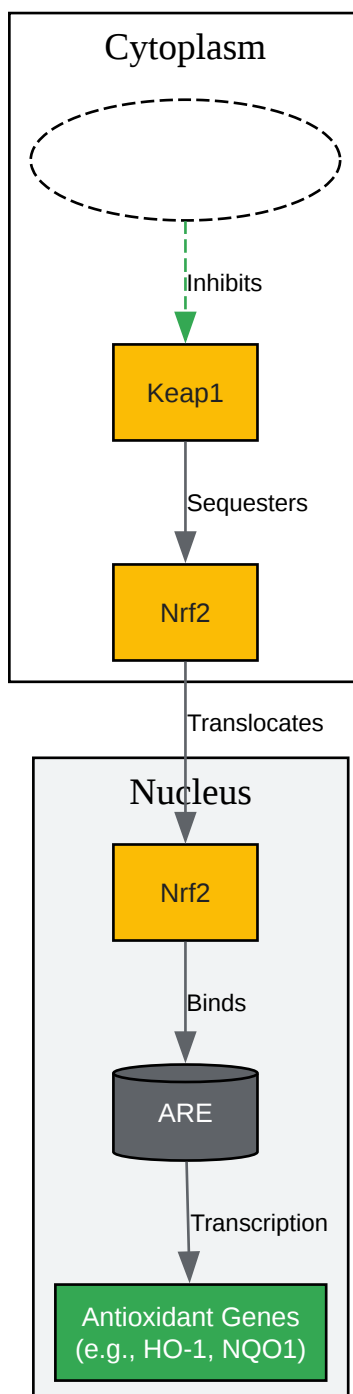 Cytoplasm
Inhibits
Keap1
Sequesters
Nrf2
Translocates
Nucleus
Nrf2
Binds
ARE
Transcription
Antioxidant Genes
(e.g., HO-1, NQO1)